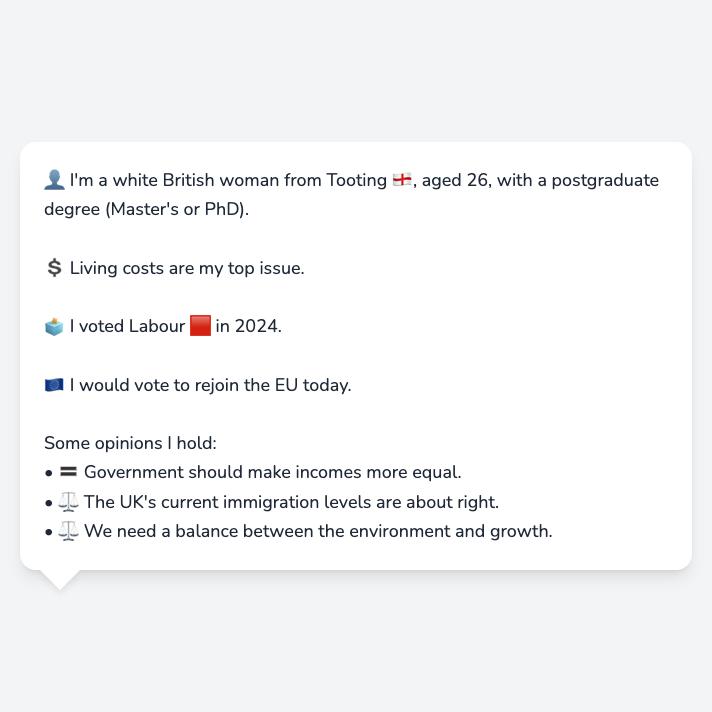 👤 I'm a white British woman from Tooting 🏴󠁧󠁢󠁥󠁮󠁧󠁿, aged 26, with a postgraduate
degree (Master's or PhD).
💲 Living costs are my top issue.
🗳️ I voted Labour 🟥 in 2024.
🇪🇺 I would vote to rejoin the EU today.
Some opinions I hold:
• 🟰 Government should make incomes more equal.
• ⚖️ The UK's current immigration levels are about right.
• ⚖️ We need a balance between the environment and growth.